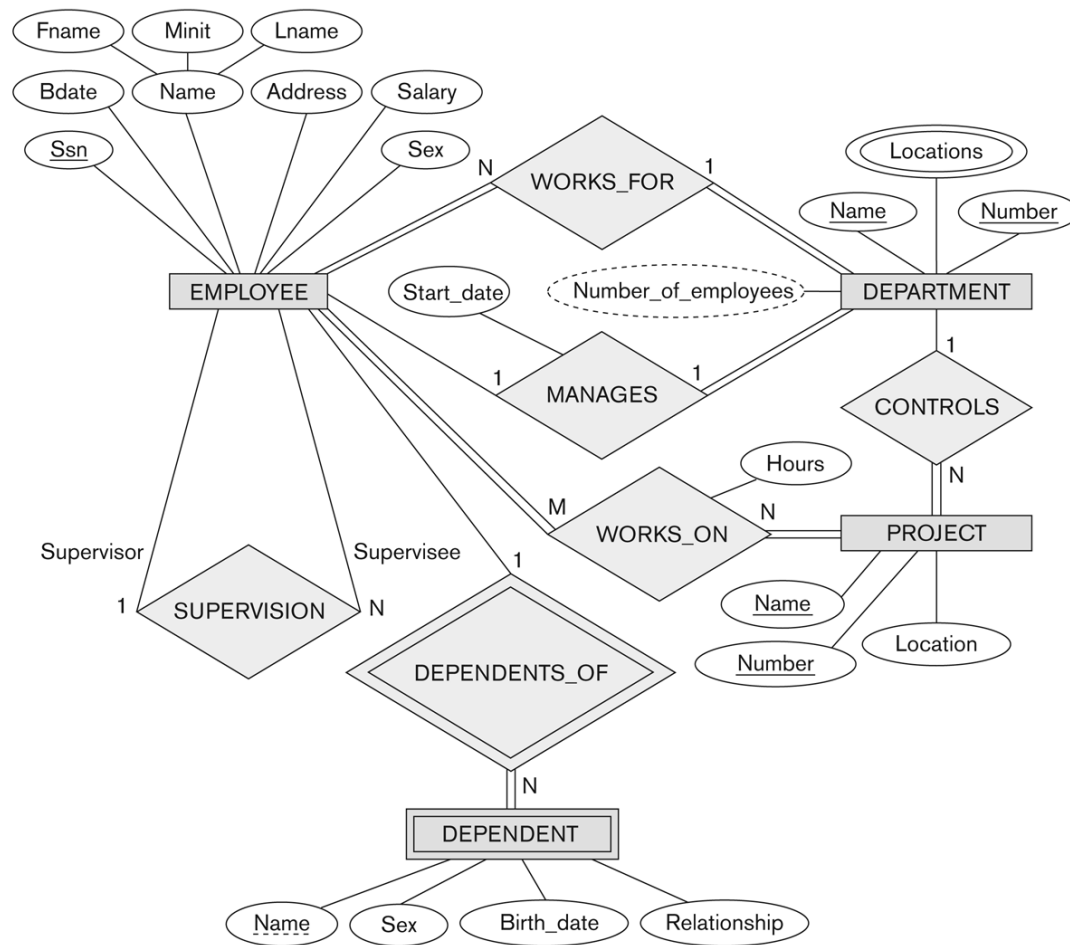 Fname
Minit
Lname
Bdate
Name
Address
Salary
Ssn
Sex
N
WORKS_FOR
1
Locations
Name
Number
EMPLOYEE
Start_date
Number_of_employees
DEPARTMENT
1
MANAGES
1
1
CONTROLS
N
Hours
M
WORKS_ON
N
PROJECT
Supervisor
Supervisee
1
SUPERVISION
N
1
Name
Number
Location
DEPENDENTS_OF
N
DEPENDENT
Name
Sex
Birth_date
Relationship